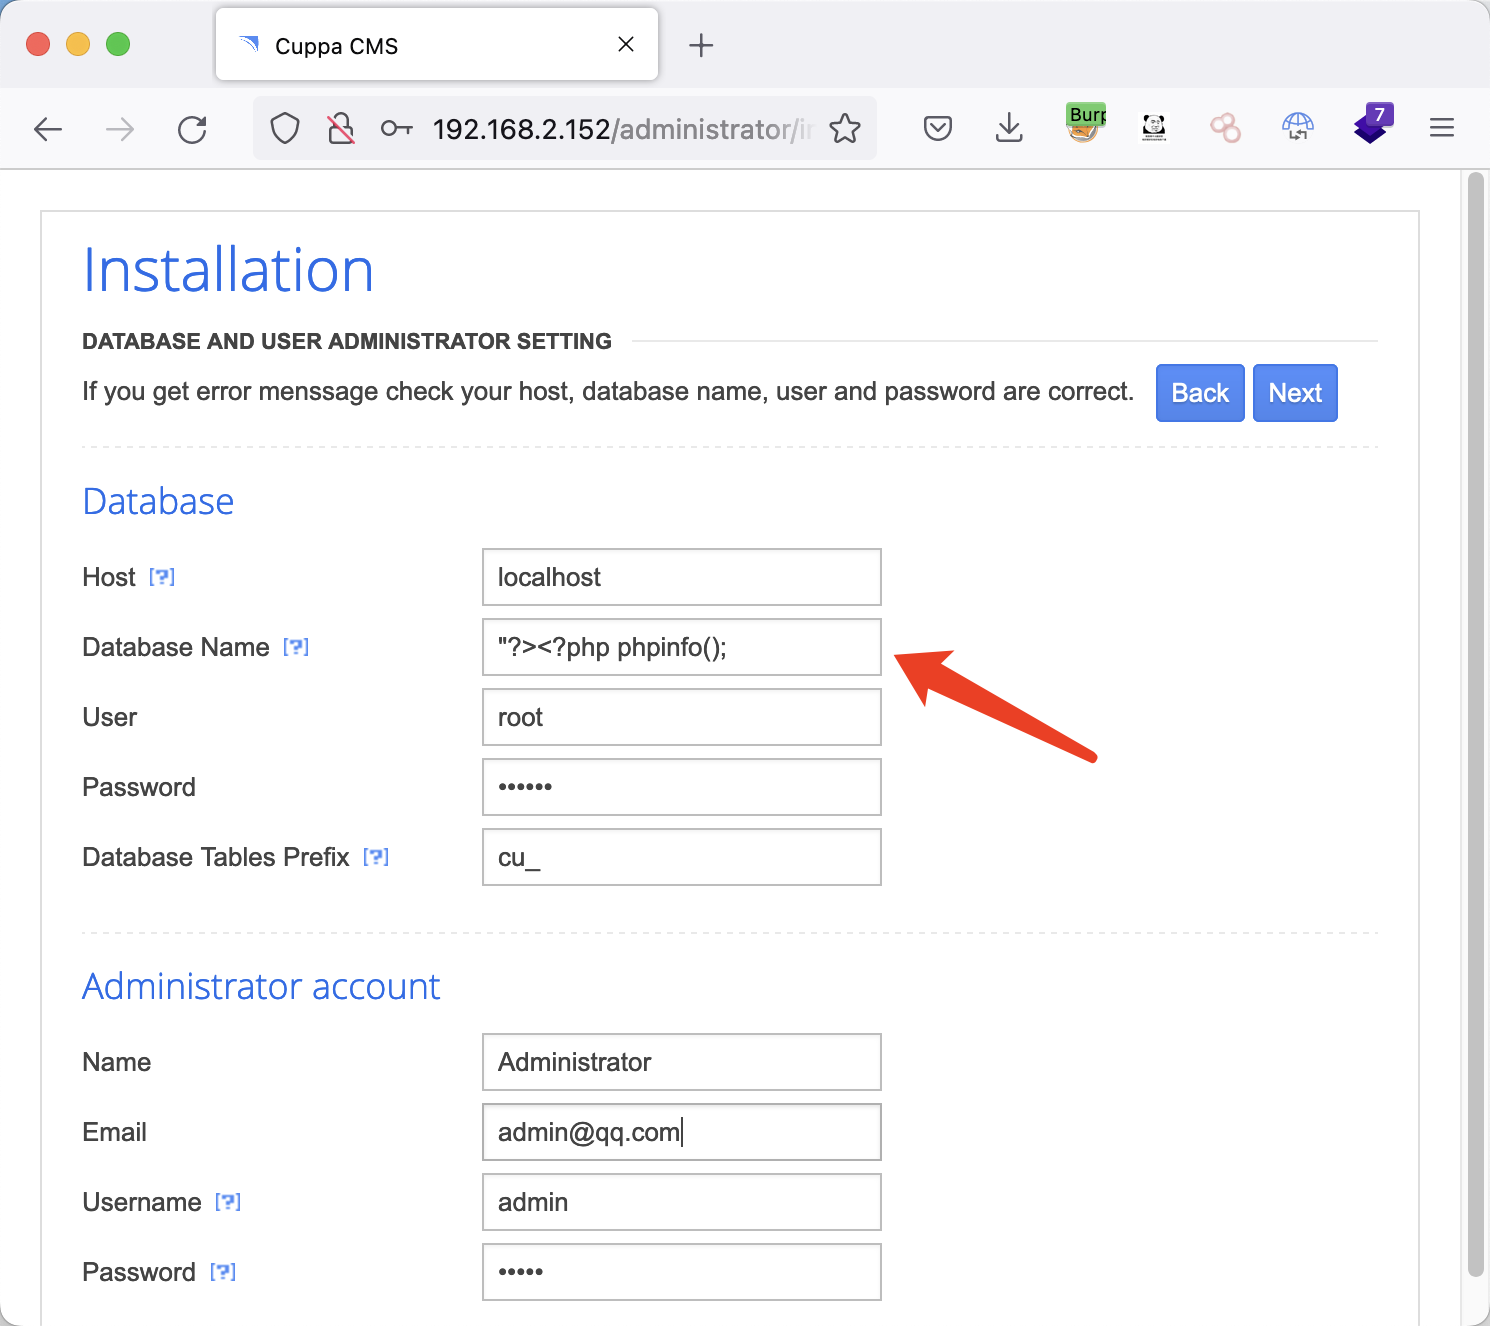 Cuppa CMS
192.168.2.152/administrator/in
Burp
7
Installation
DATABASE AND USER ADMINISTRATOR SETTING
If you get error menssage check your host, database name, user and password are correct.
Back
Next
Database
Host [?]
localhost
Database Name [?]
"?><?php phpinfo();
User
root
Password
••••••
Database Tables Prefix [?]
cu_
Administrator account
Name
Administrator
Email
admin@qq.com
Username [?]
admin
Password [?]
•••••